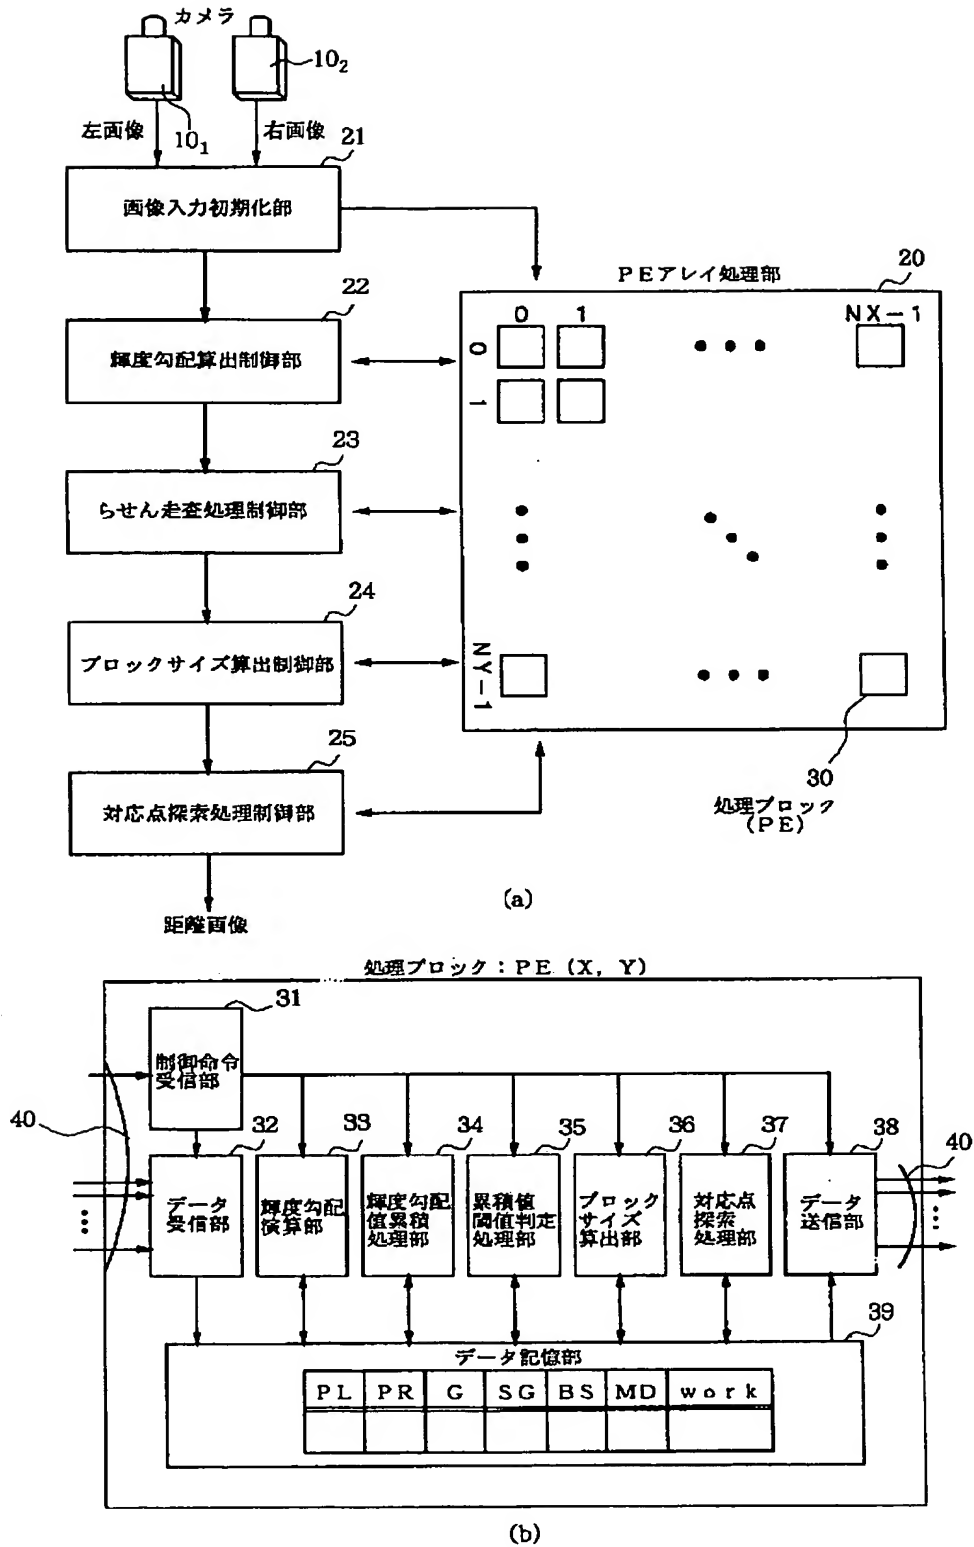 カメラ
10₁
10₂
左画像
右画像
21
画像入力初期化部
22
輝度勾配算出制御部
23
らせん走査処理制御部
24
ブロックサイズ算出制御部
25
対応点探索処理制御部
距離画像
PEアレイ処理部
20
0 1 NX-1
0
1
NY-1
30
処理ブロック
(PE)
(a)
処理ブロック:PE(X, Y)
31
制御命令
受信部
40
32
データ
受信部
33
輝度勾配
演算部
34
輝度勾配
値累積
処理部
35
累積値
閾値判定
処理部
36
ブロック
サイズ
算出部
37
対応点
探索
処理部
38
データ
送信部
40
39
データ記憶部
PL PR G SG BS MD work
(b)